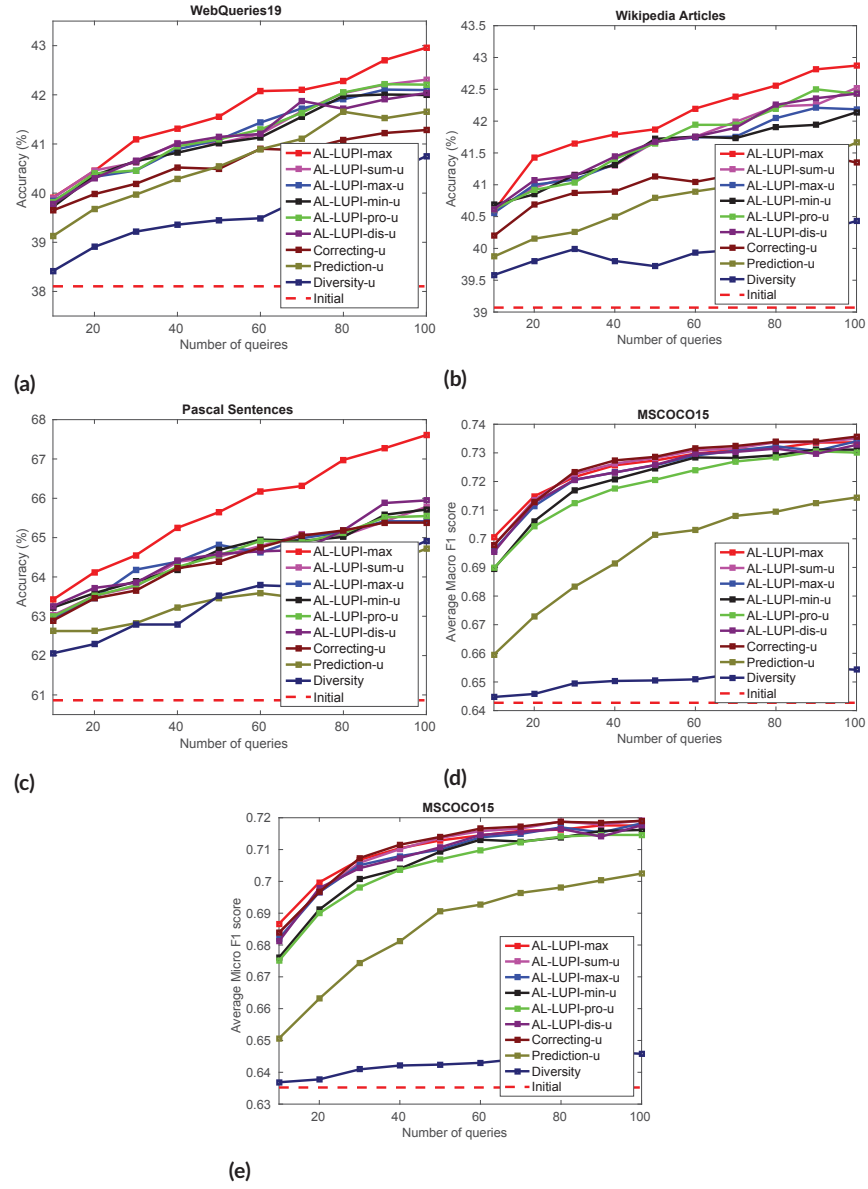 WebQueries19
Accuracy (%)
43
42
41
40
39
38
20
40
60
80
100
Number of queires
AL-LUPI-max
AL-LUPI-sum-u
AL-LUPI-max-u
AL-LUPI-min-u
AL-LUPI-pro-u
AL-LUPI-dis-u
Correcting-u
Prediction-u
Diversity-u
Initial
(a)
Wikipedia Articles
Accuracy (%)
43.5
43
42.5
42
41.5
41
40.5
40
39.5
39
20
40
60
80
100
Number of queries
AL-LUPI-max
AL-LUPI-sum-u
AL-LUPI-max-u
AL-LUPI-min-u
AL-LUPI-pro-u
AL-LUPI-dis-u
Correcting-u
Prediction-u
Diversity
Initial
(b)
Pascal Sentences
Accuracy (%)
68
67
66
65
64
63
62
61
20
40
60
80
100
Number of queries
AL-LUPI-max
AL-LUPI-sum-u
AL-LUPI-max-u
AL-LUPI-min-u
AL-LUPI-pro-u
AL-LUPI-dis-u
Correcting-u
Prediction-u
Diversity
Initial
(c)
MSCOCO15
Average Macro F1 score
0.74
0.73
0.72
0.71
0.7
0.69
0.68
0.67
0.66
0.65
0.64
20
40
60
80
100
Number of queries
AL-LUPI-max
AL-LUPI-sum-u
AL-LUPI-max-u
AL-LUPI-min-u
AL-LUPI-pro-u
AL-LUPI-dis-u
Correcting-u
Prediction-u
Diversity
Initial
(d)
MSCOCO15
Average Micro F1 score
0.72
0.71
0.7
0.69
0.68
0.67
0.66
0.65
0.64
0.63
20
40
60
80
100
Number of queries
AL-LUPI-max
AL-LUPI-sum-u
AL-LUPI-max-u
AL-LUPI-min-u
AL-LUPI-pro-u
AL-LUPI-dis-u
Correcting-u
Prediction-u
Diversity
Initial
(e)